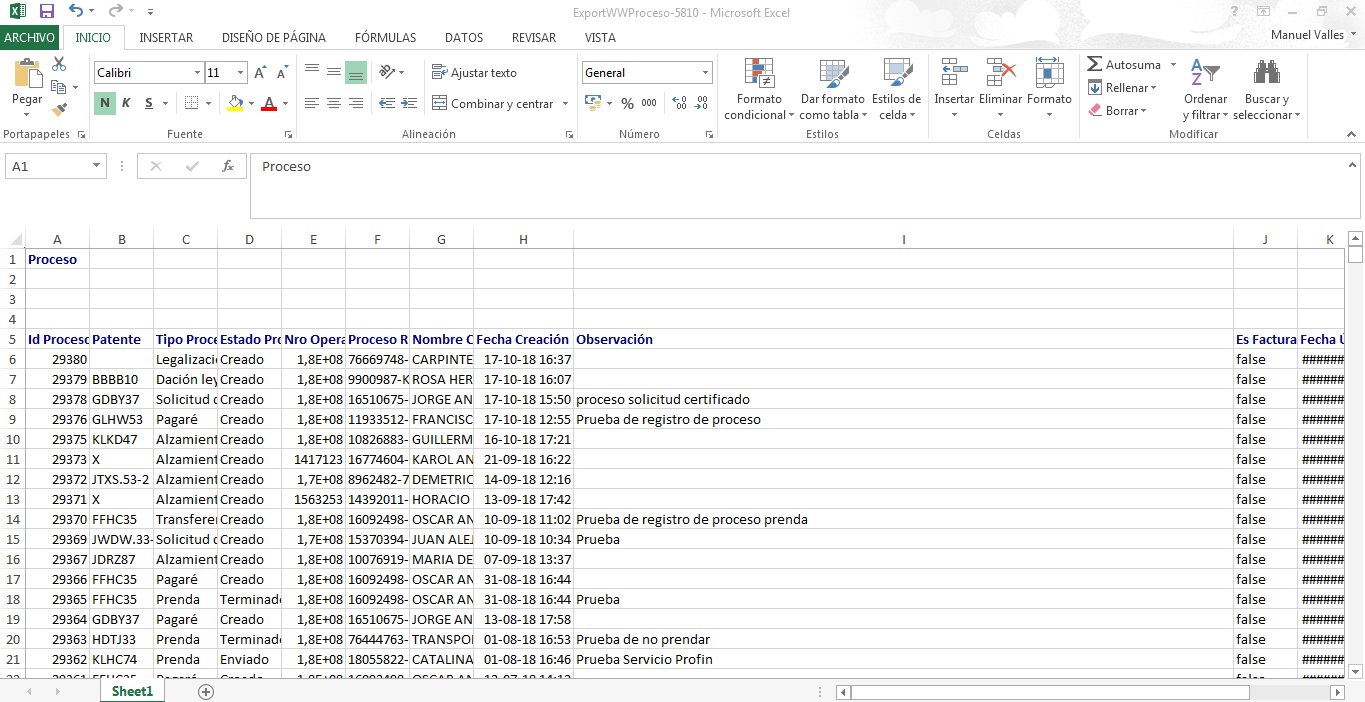 ExportWWProceso-5810 - Microsoft Excel
ARCHIVO INICIO INSERTAR DISEÑO DE PÁGINA FÓRMULAS DATOS REVISAR VISTA Manuel Valles
Pegar Calibri 11 Ajustar texto General Formato condicional Dar formato como tabla Estilos de celda Insertar Eliminar Formato Autosuma Rellenar Borrar Ordenar y filtrar Buscar y seleccionar
N K S Combinar y centrar % 000
Portapapeles Fuente Alineación Número Estilos Celdas Modificar
A1 fx Proceso
A B C D E F G H I J K
1 Proceso
2
3
4
5 Id Proceso Patente Tipo Proce Estado Pro Nro Opera Proceso R Nombre C Fecha Creación Observación Es Factura Fecha Ú
6 29380 Legalizaci Creado 1,8E+08 76669748- CARPINTE 17-10-18 16:37 false ######
7 29379 BBBB10 Dación ley Creado 1,8E+08 9900987-K ROSA HER 17-10-18 16:07 false ######
8 29378 GDBY37 Solicitud c Creado 1,8E+08 16510675- JORGE AN 17-10-18 15:50 proceso solicitud certificado false ######
9 29376 GLHW53 Pagaré Creado 1,8E+08 11933512- FRANCISC 17-10-18 12:55 Prueba de registro de proceso false ######
10 29375 KLKD47 Alzamient Creado 1,8E+08 10826883- GUILLERM 16-10-18 17:21 false ######
11 29373 X Alzamient Creado 1417123 16774604- KAROL AN 21-09-18 16:22 false ######
12 29372 JTXS.53-2 Alzamient Creado 1,7E+08 8962482-7 DEMETRIC 14-09-18 12:16 false ######
13 29371 X Alzamient Creado 1563253 14392011- HORACIO 13-09-18 17:42 false ######
14 29370 FFHC35 Transferen Creado 1,8E+08 16092498- OSCAR AN 10-09-18 11:02 Prueba de registro de proceso prenda false ######
15 29369 JWDW.33- Solicitud c Creado 1,7E+08 15370394- JUAN ALEJ 10-09-18 10:34 Prueba false ######
16 29367 JDRZ87 Alzamient Creado 1,8E+08 10076919- MARIA DE 07-09-18 13:37 false ######
17 29366 FFHC35 Pagaré Creado 1,8E+08 16092498- OSCAR AN 31-08-18 16:44 false ######
18 29365 FFHC35 Prenda Terminado 1,8E+08 16092498- OSCAR AN 31-08-18 16:44 Prueba false ######
19 29364 GDBY37 Pagaré Creado 1,8E+08 16510675- JORGE AN 13-08-18 17:58 false ######
20 29363 HDTJ33 Prenda Terminado 1,8E+08 76444763- TRANSPO 01-08-18 16:53 Prueba de no prendar false ######
21 29362 KLHC74 Prenda Enviado 1,8E+08 18055822- CATALINA 01-08-18 16:46 Prueba Servicio Profin false ######
Sheet1